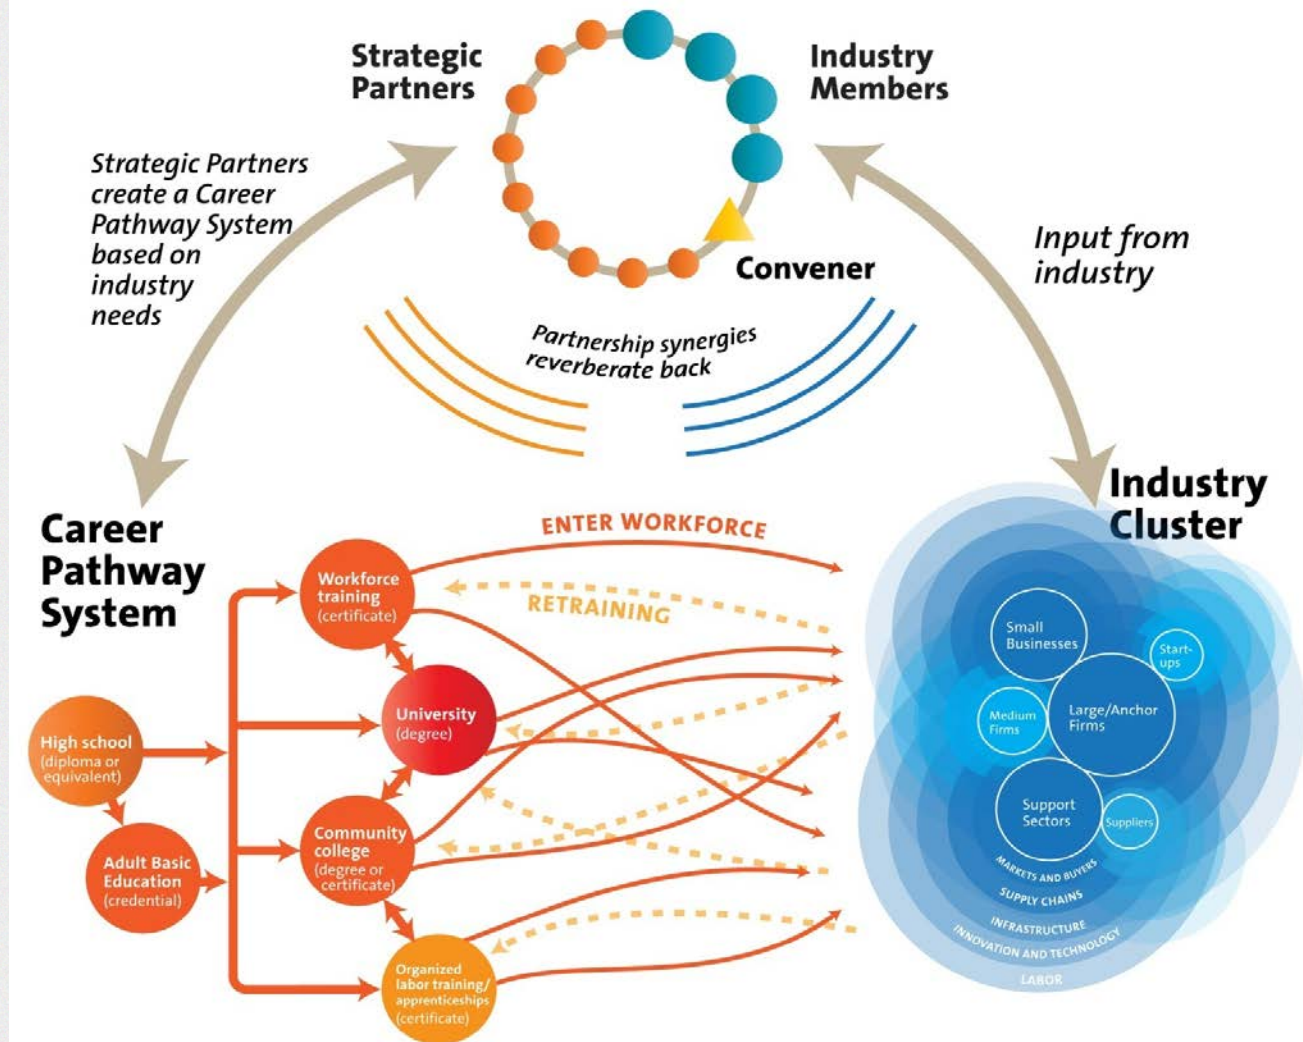 Strategic
Partners
Industry
Members
Strategic Partners
create a Career
Pathway System
based on
industry
needs
Input from
industry
Convener
Partnership synergies
reverberate back
Career
Pathway
System
Industry
Cluster
ENTER WORKFORCE
RETRAINING
Workforce
training
(certificate)
University
(degree)
High school
(diploma or
equivalent)
Community
college
(degree or
certificate)
Adult Basic
Education
(credential)
Organized
labor training/
apprenticeships
(certificate)
Small
Businesses
Start-
ups
Medium
Firms
Large/Anchor
Firms
Support
Sectors
Suppliers
MARKETS AND BUYERS
SUPPLY CHAINS
INFRASTRUCTURE
INNOVATION AND TECHNOLOGY
LABOR